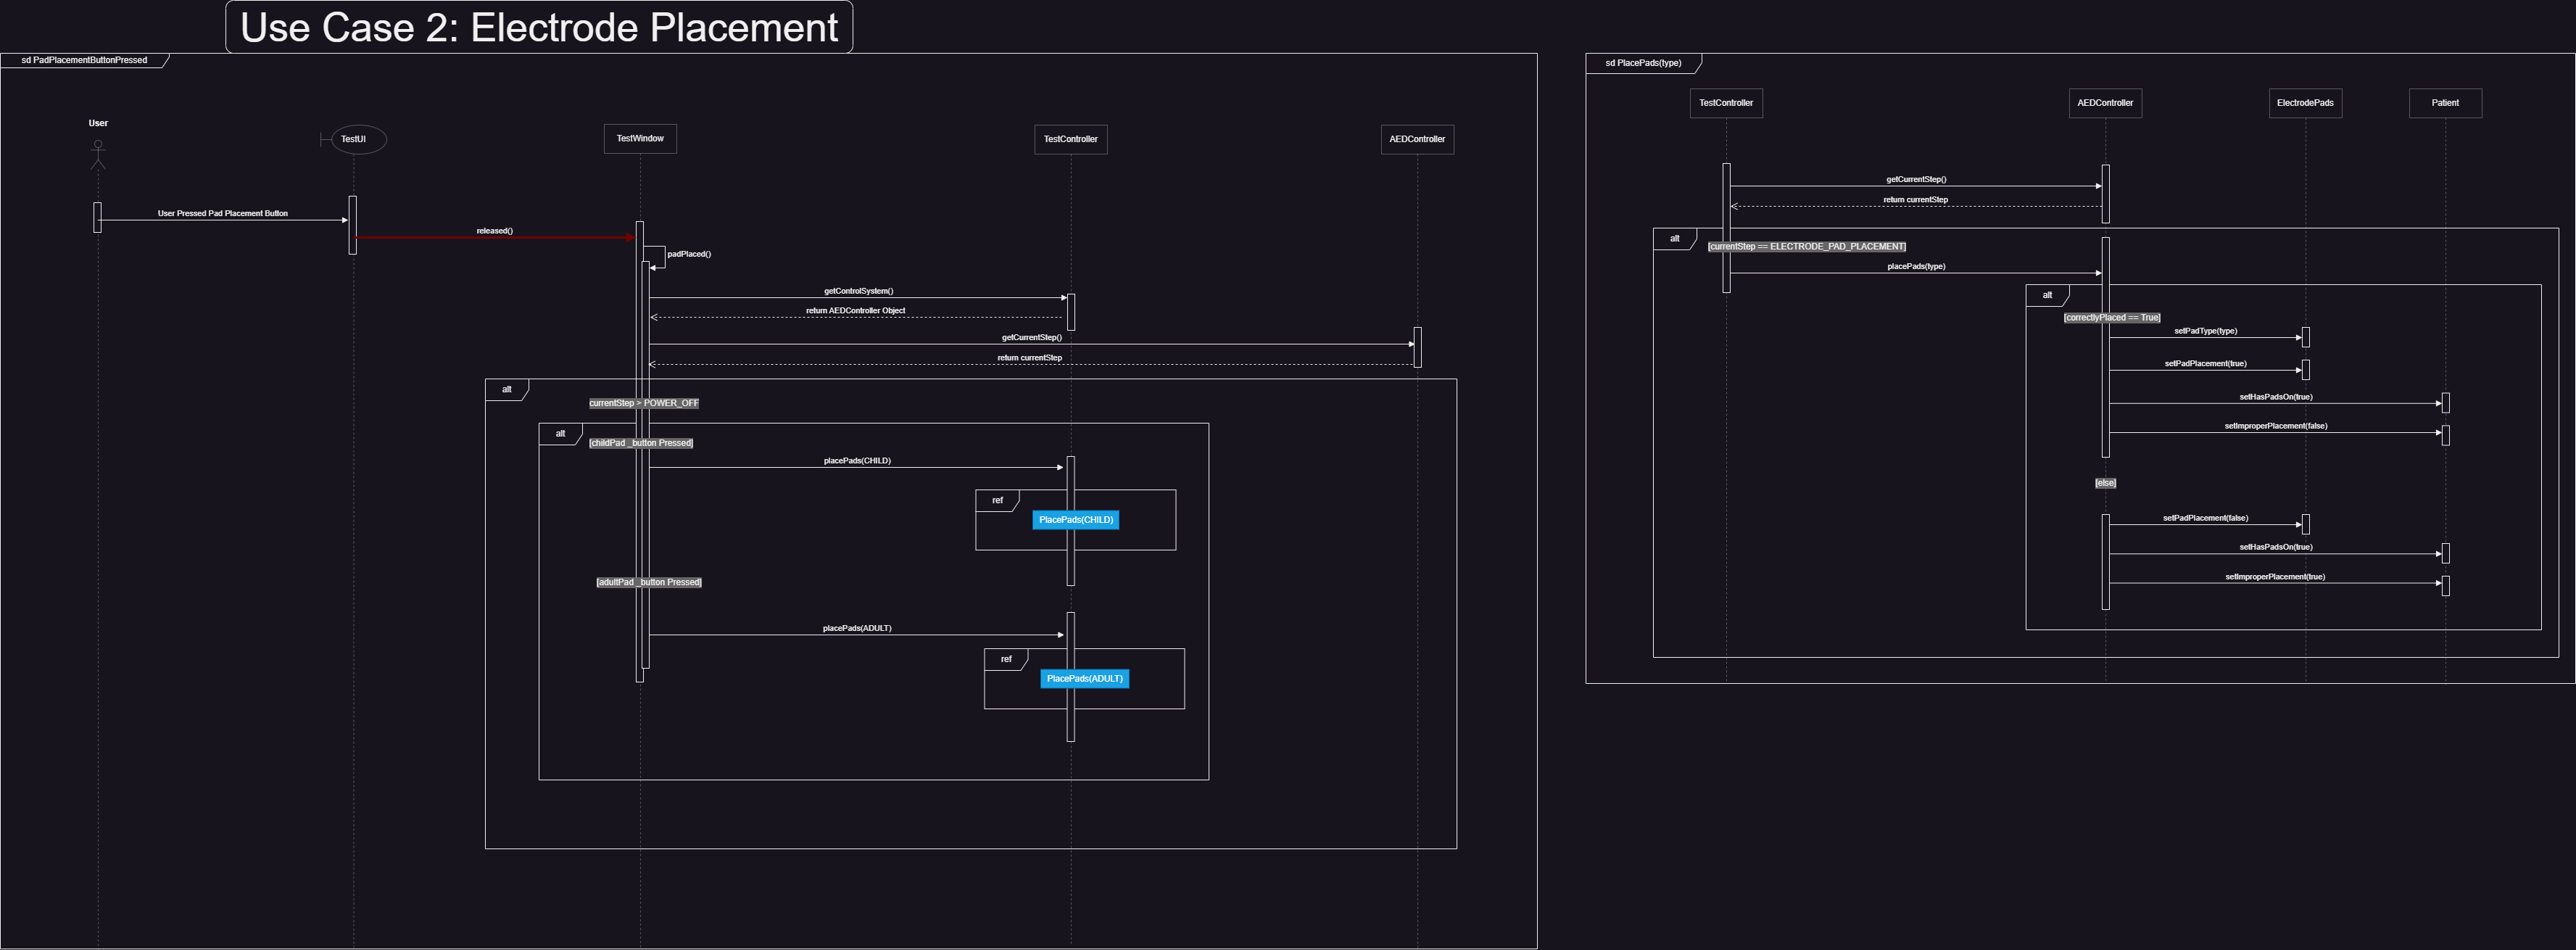 Use Case 2: Electrode Placement
sd PadPlacementButtonPressed
User
TestUI
TestWindow
TestController
AEDController
User Pressed Pad Placement Button
released()
padPlaced()
getControlSystem()
return AEDController Object
getCurrentStep()
return currentStep
alt
currentStep > POWER_OFF
alt
[childPad _button Pressed]
placePads(CHILD)
ref
PlacePads(CHILD)
[adultPad _button Pressed]
placePads(ADULT)
ref
PlacePads(ADULT)
sd PlacePads(type)
TestController
AEDController
ElectrodePads
Patient
getCurrentStep()
return currentStep
alt
[currentStep == ELECTRODE_PAD_PLACEMENT]
placePads(type)
alt
[correctlyPlaced == True]
setPadType(type)
setPadPlacement(true)
setHasPadsOn(true)
setImproperPlacement(false)
[else]
setPadPlacement(false)
setHasPadsOn(true)
setImproperPlacement(true)